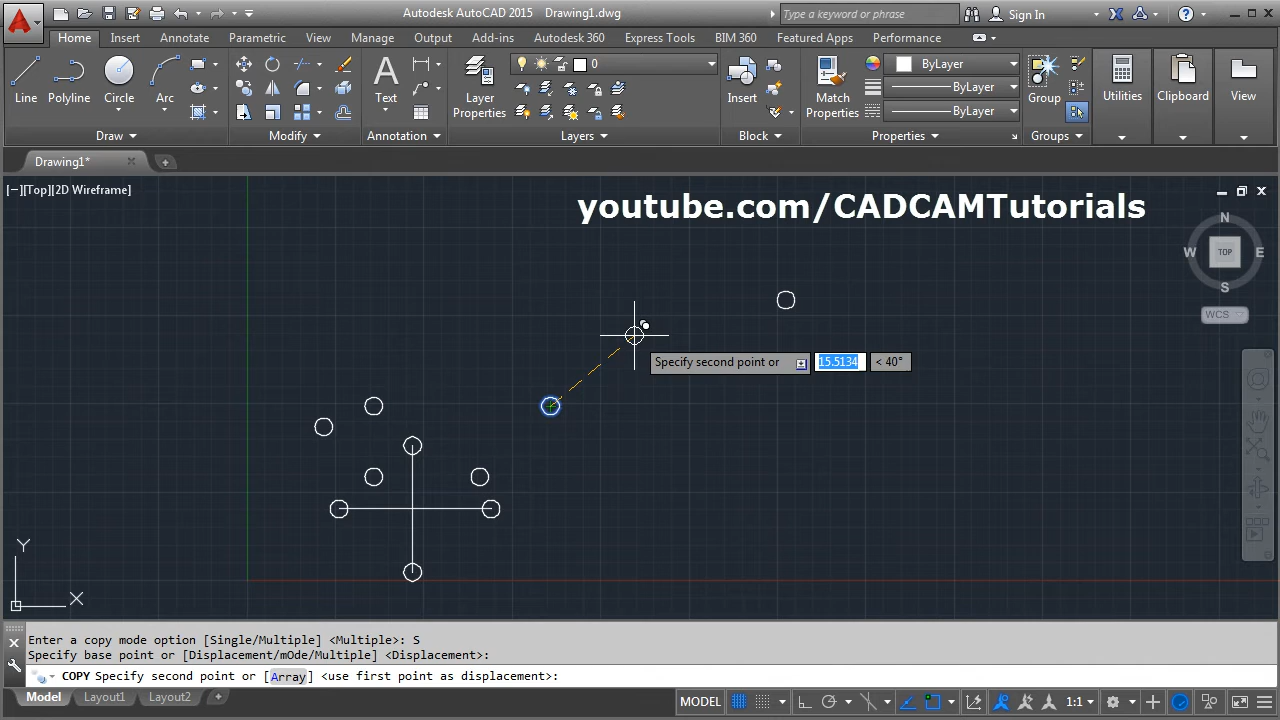 Autodesk AutoCAD 2015 Drawing1.dwg
Type a keyword or phrase
Sign In
Home Insert Annotate Parametric View Manage Output Add-ins Autodesk 360 Express Tools BIM 360 Featured Apps Performance
Line Polyline Circle Arc
Text
Layer Properties
0
Insert
Match Properties
ByLayer
ByLayer
ByLayer
Group
Utilities
Clipboard
View
Draw Modify Annotation Layers Block Properties Groups
Drawing1*
[−][Top][2D Wireframe]
youtube.com/CADCAMTutorials
N
W TOP E
S
WCS
Specify second point or 15.5134 < 40°
Y
X
Enter a copy mode option [Single/Multiple] <Multiple>: S
Specify base point or [Displacement/mOde/Multiple] <Displacement>:
COPY Specify second point or [Array] <use first point as displacement>:
Model Layout1 Layout2
MODEL 1:1